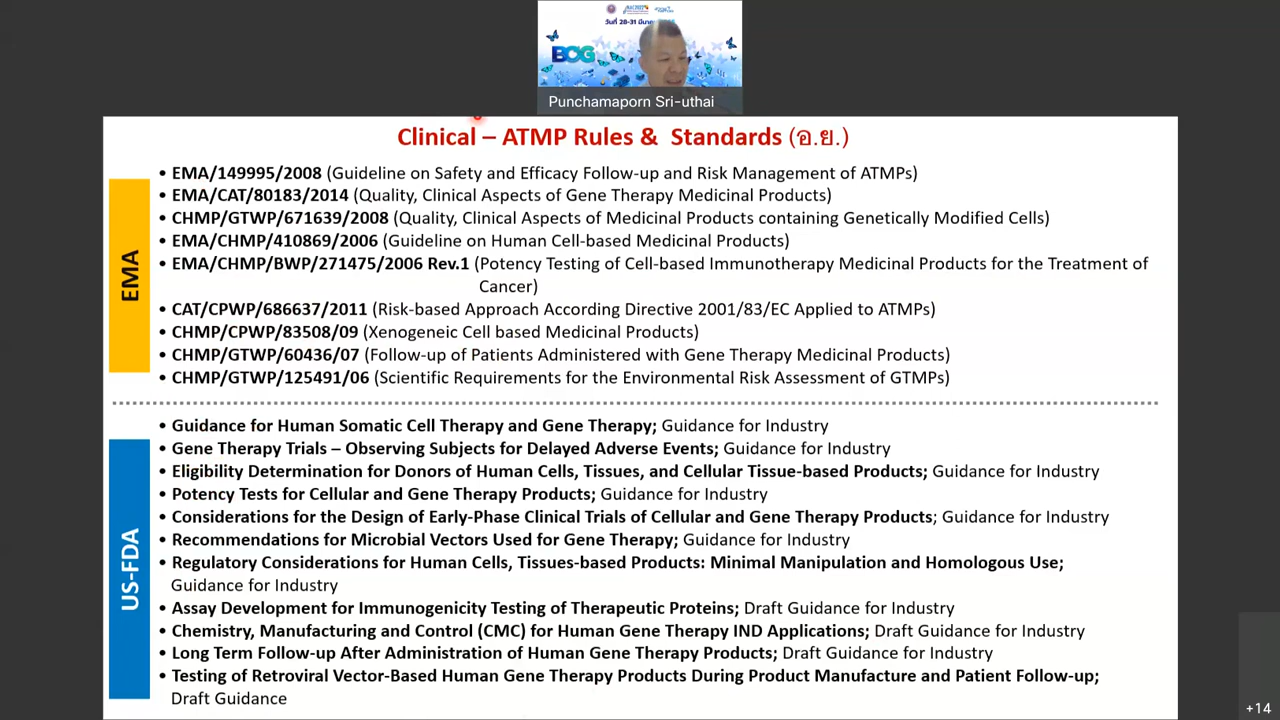 วันที่ 28-31 มีนาคม
BCG
Punchamaporn Sri-uthai
Clinical – ATMP Rules & Standards (อ.ย.)
EMA
• EMA/149995/2008 (Guideline on Safety and Efficacy Follow-up and Risk Management of ATMPs)
• EMA/CAT/80183/2014 (Quality, Clinical Aspects of Gene Therapy Medicinal Products)
• CHMP/GTWP/671639/2008 (Quality, Clinical Aspects of Medicinal Products containing Genetically Modified Cells)
• EMA/CHMP/410869/2006 (Guideline on Human Cell-based Medicinal Products)
• EMA/CHMP/BWP/271475/2006 Rev.1 (Potency Testing of Cell-based Immunotherapy Medicinal Products for the Treatment of
Cancer)
• CAT/CPWP/686637/2011 (Risk-based Approach According Directive 2001/83/EC Applied to ATMPs)
• CHMP/CPWP/83508/09 (Xenogeneic Cell based Medicinal Products)
• CHMP/GTWP/60436/07 (Follow-up of Patients Administered with Gene Therapy Medicinal Products)
• CHMP/GTWP/125491/06 (Scientific Requirements for the Environmental Risk Assessment of GTMPs)
US-FDA
• Guidance for Human Somatic Cell Therapy and Gene Therapy; Guidance for Industry
• Gene Therapy Trials – Observing Subjects for Delayed Adverse Events; Guidance for Industry
• Eligibility Determination for Donors of Human Cells, Tissues, and Cellular Tissue-based Products; Guidance for Industry
• Potency Tests for Cellular and Gene Therapy Products; Guidance for Industry
• Considerations for the Design of Early-Phase Clinical Trials of Cellular and Gene Therapy Products; Guidance for Industry
• Recommendations for Microbial Vectors Used for Gene Therapy; Guidance for Industry
• Regulatory Considerations for Human Cells, Tissues-based Products: Minimal Manipulation and Homologous Use;
Guidance for Industry
• Assay Development for Immunogenicity Testing of Therapeutic Proteins; Draft Guidance for Industry
• Chemistry, Manufacturing and Control (CMC) for Human Gene Therapy IND Applications; Draft Guidance for Industry
• Long Term Follow-up After Administration of Human Gene Therapy Products; Draft Guidance for Industry
• Testing of Retroviral Vector-Based Human Gene Therapy Products During Product Manufacture and Patient Follow-up;
Draft Guidance
+14